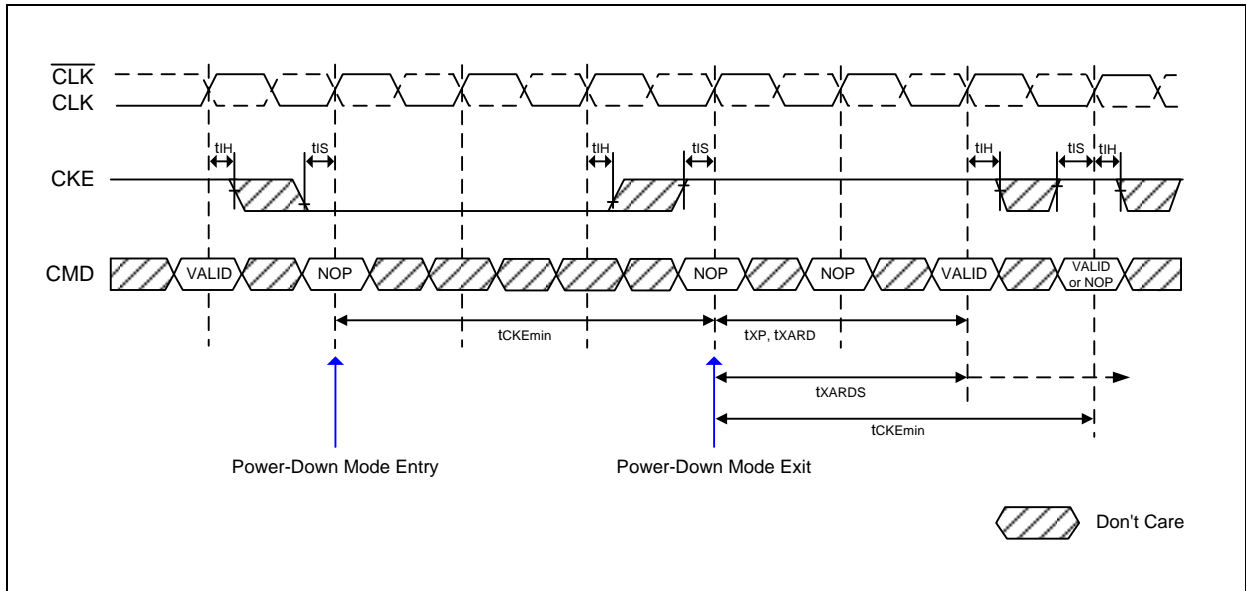 CLK
CLK
tIH tIS tIH tIS tIH tIS tIH
CKE
CMD VALID NOP NOP NOP VALID VALID or NOP
tCKEmin tXP, tXARD
tXARDS
tCKEmin
Power-Down Mode Entry Power-Down Mode Exit
Don't Care